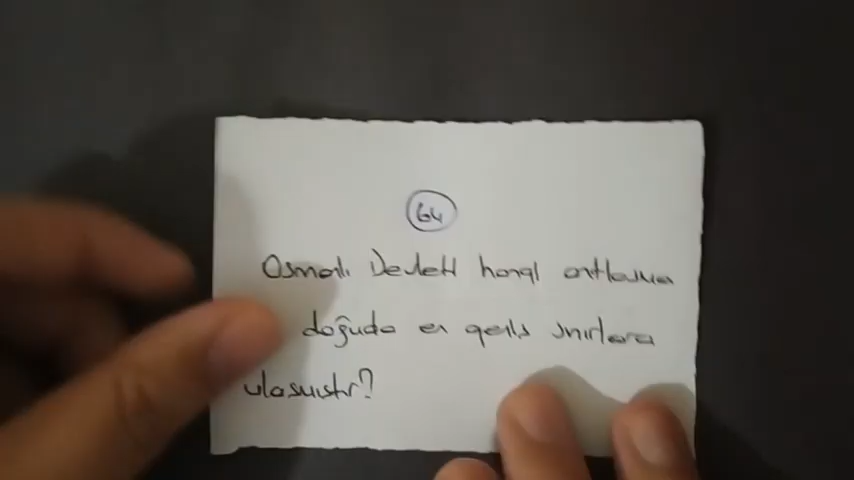 64
Osmanlı Devleti hangi antlaşma
doğuda en geniş sınırlara
ulaşmıştır?